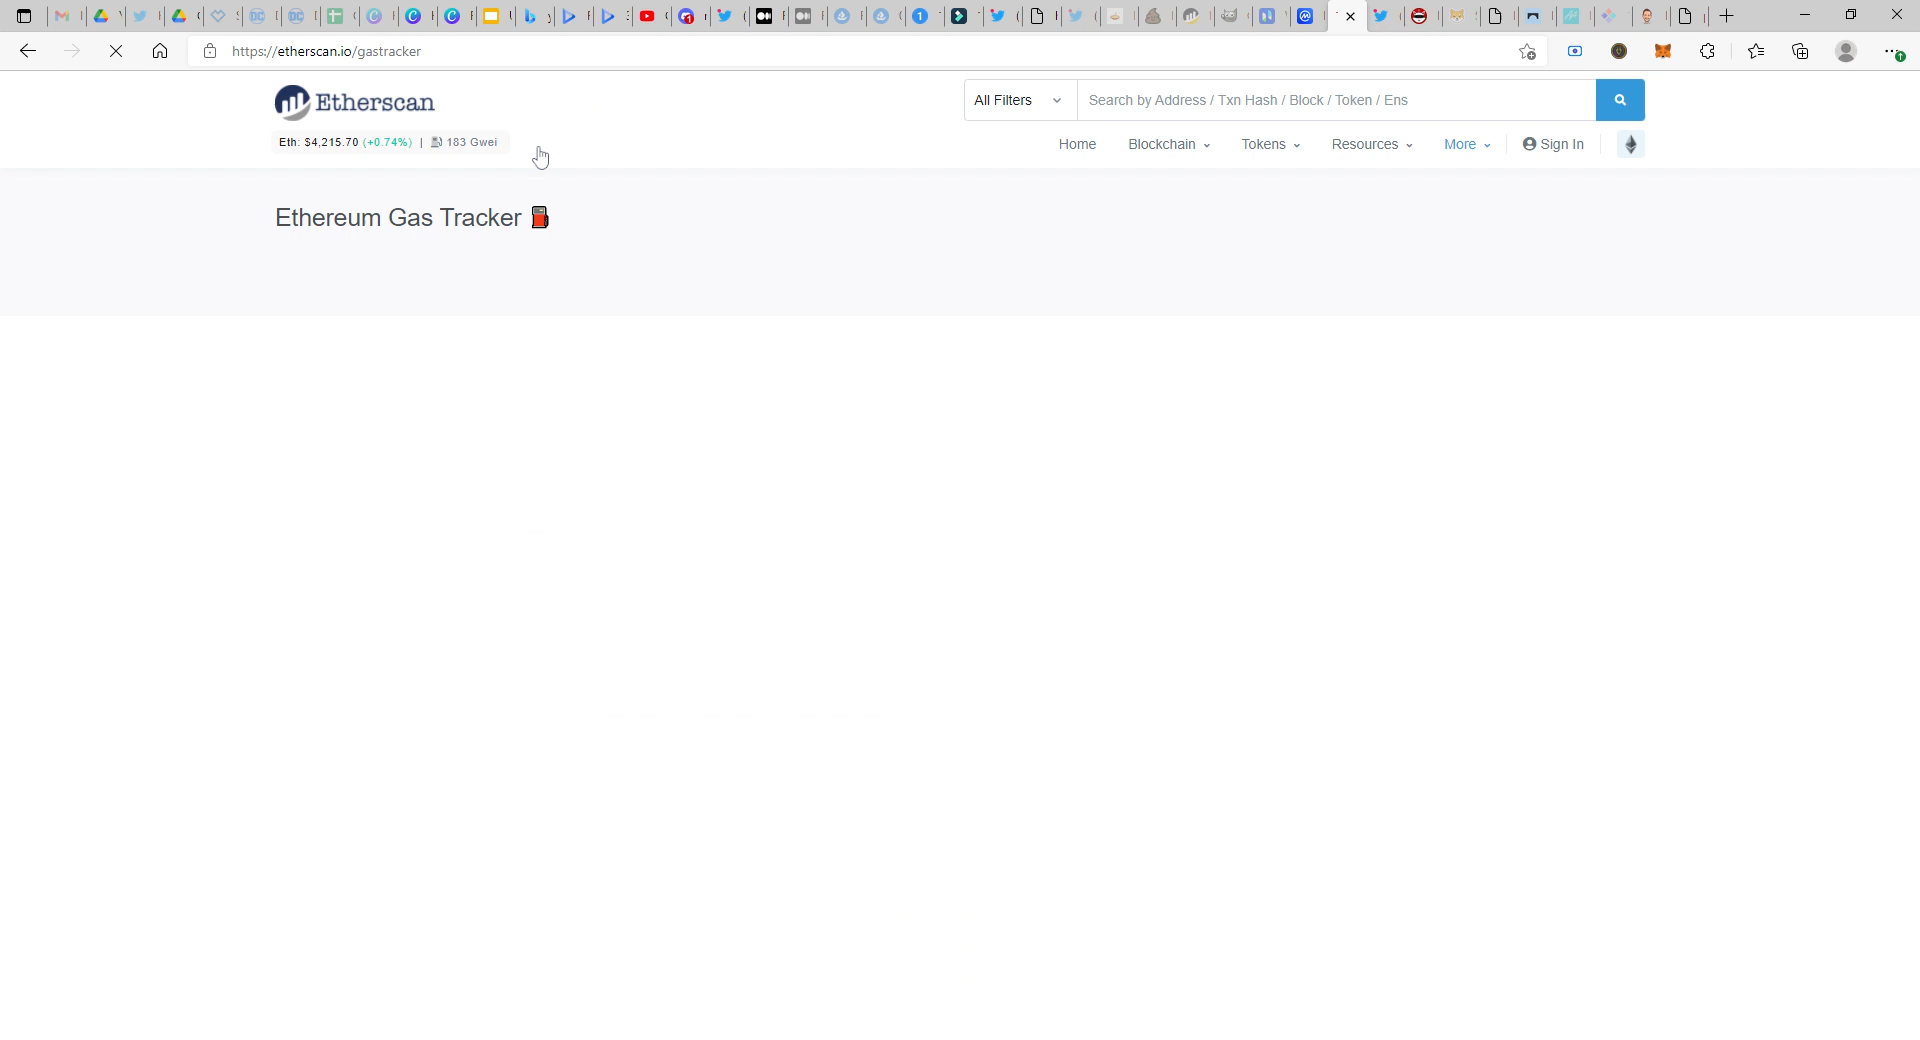 https://etherscan.io/gastracker
Etherscan
All Filters
Search by Address / Txn Hash / Block / Token / Ens
Eth: $4,215.70 (+0.74%) | 183 Gwei
Home
Blockchain
Tokens
Resources
More
Sign In
Ethereum Gas Tracker